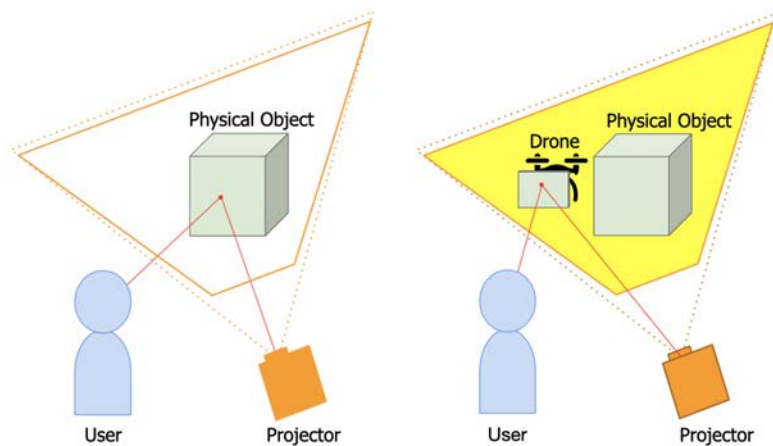 Physical Object
User
Projector
Drone
Physical Object
User
Projector